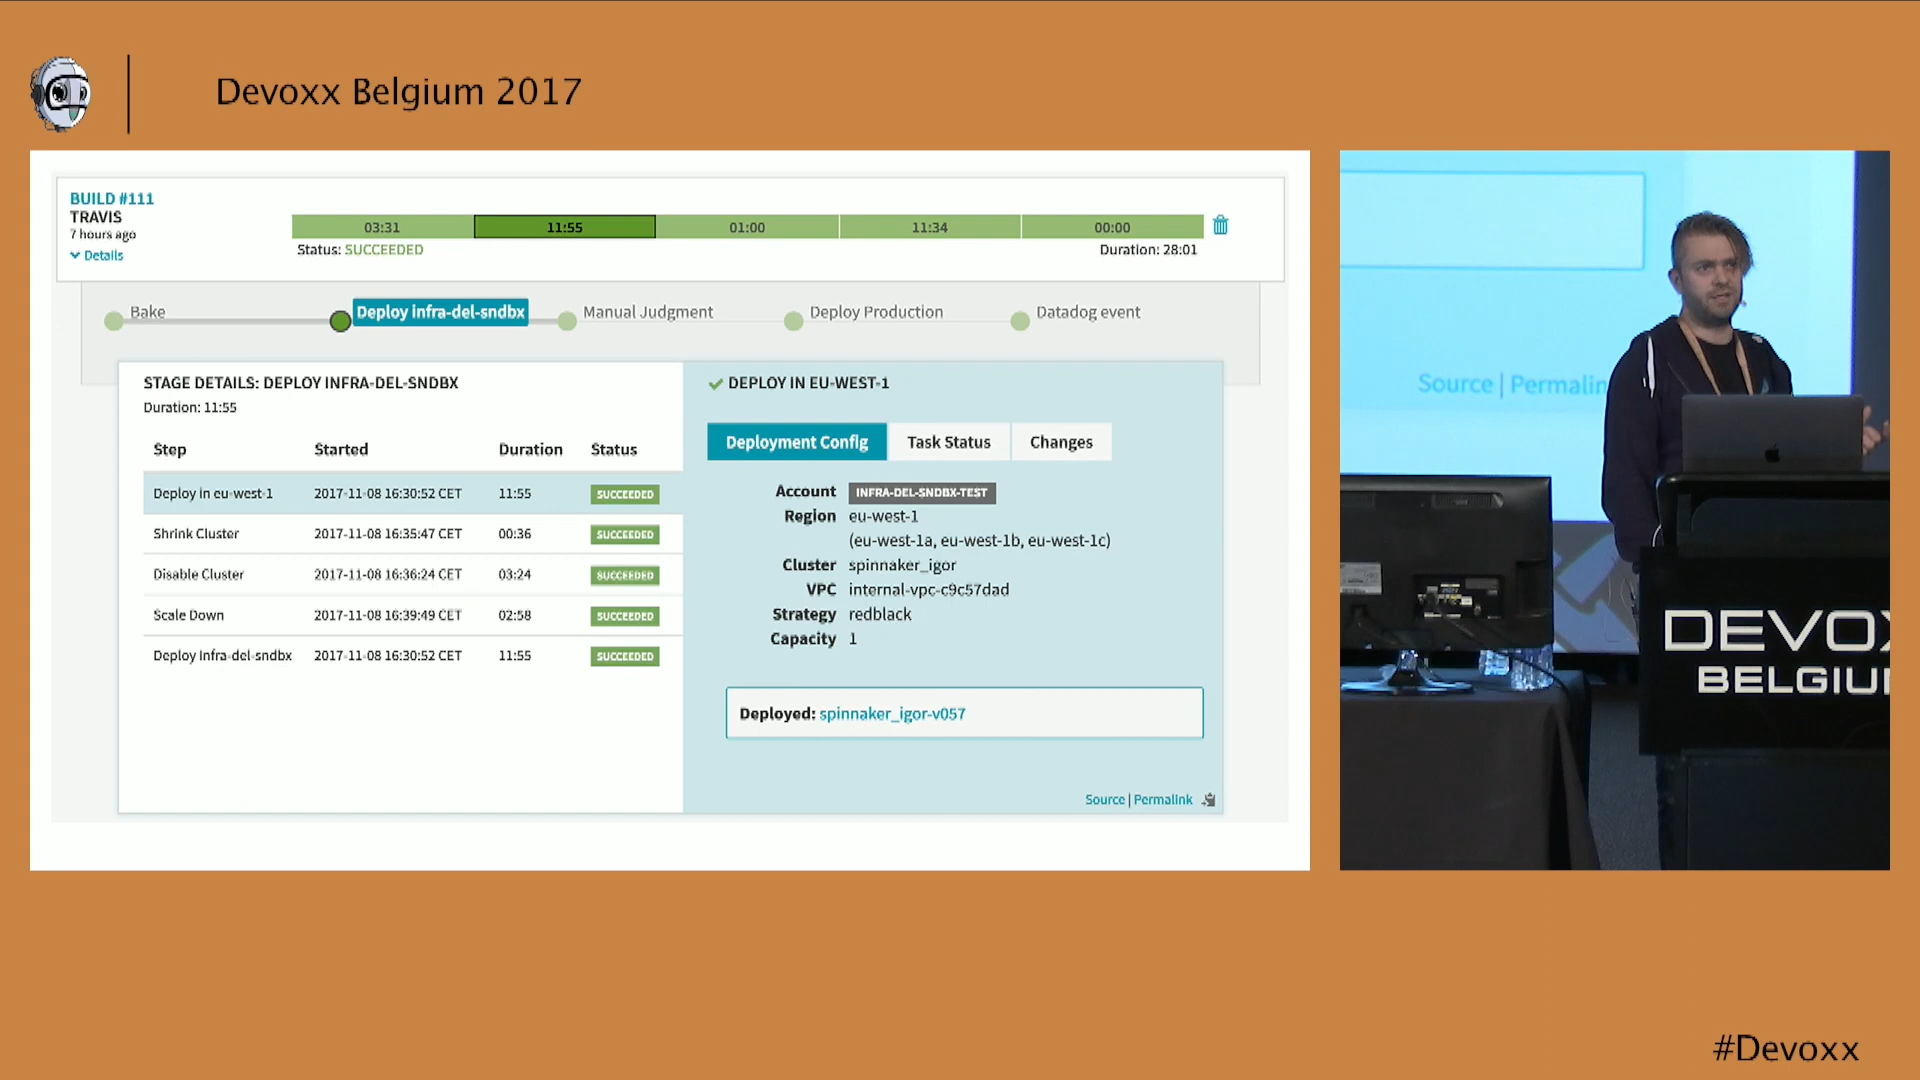 Devoxx Belgium 2017
BUILD #111
TRAVIS
7 hours ago
Details
03:31 11:55 01:00 11:34 00:00
Status: SUCCEEDED Duration: 28:01
Bake Deploy infra-del-sndbx Manual Judgment Deploy Production Datadog event
STAGE DETAILS: DEPLOY INFRA-DEL-SNDBX
Duration: 11:55
Step Started Duration Status
Deploy in eu-west-1 2017-11-08 16:30:52 CET 11:55 SUCCEEDED
Shrink Cluster 2017-11-08 16:35:47 CET 00:36 SUCCEEDED
Disable Cluster 2017-11-08 16:36:24 CET 03:24 SUCCEEDED
Scale Down 2017-11-08 16:39:49 CET 02:58 SUCCEEDED
Deploy infra-del-sndbx 2017-11-08 16:30:52 CET 11:55 SUCCEEDED
DEPLOY IN EU-WEST-1
Deployment Config Task Status Changes
Account INFRA-DEL-SNDBX-TEST
Region eu-west-1
(eu-west-1a, eu-west-1b, eu-west-1c)
Cluster spinnaker_igor
VPC internal-vpc-c9c57dad
Strategy redblack
Capacity 1
Deployed: spinnaker_igor-v057
Source | Permalink
Source | Permalin
DEVOX
BELGIU
#Devoxx